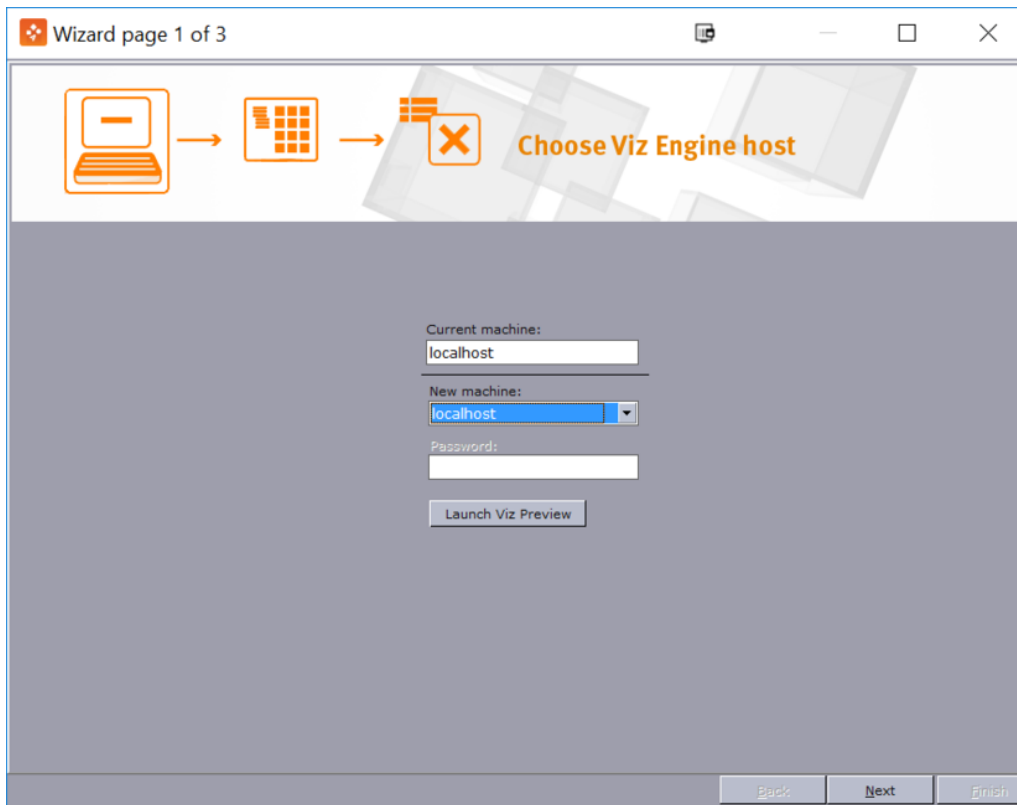 Wizard page 1 of 3
Choose Viz Engine host
Current machine:
localhost
New machine:
localhost
Password:
Launch Viz Preview
Back Next Finish